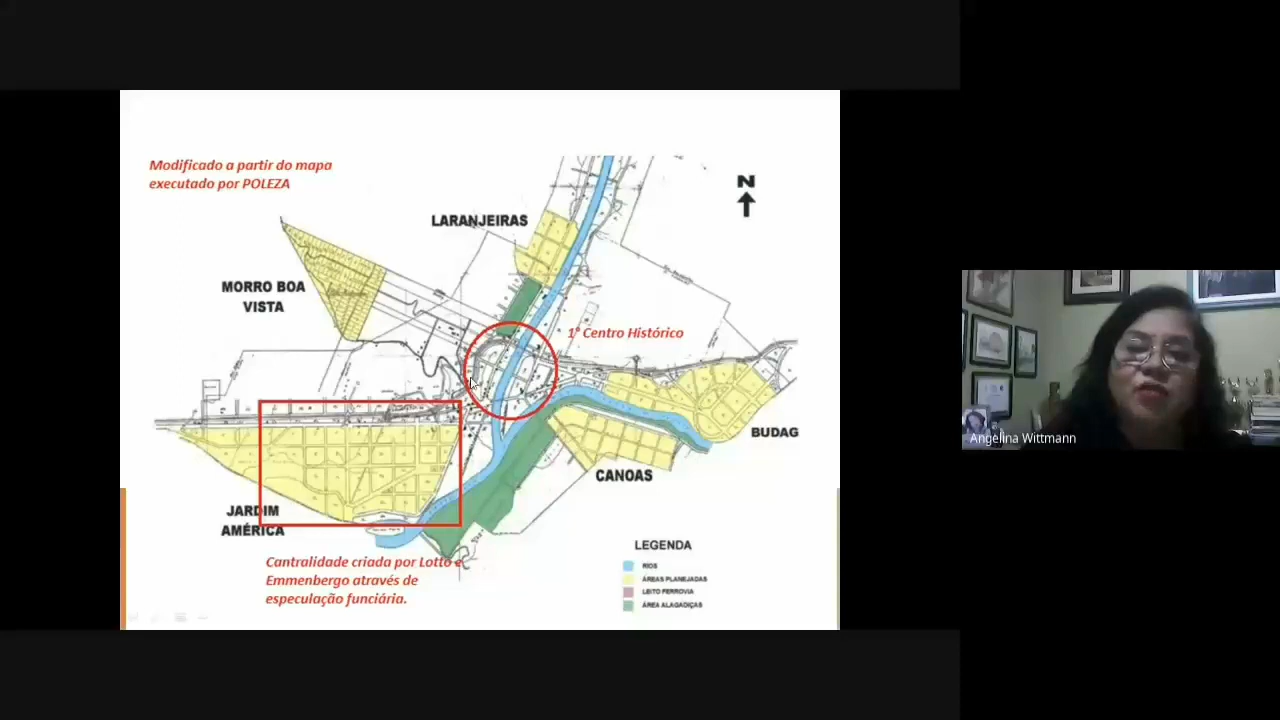 Modificado a partir do mapa
executado por POLEZA
N
LARANJEIRAS
MORRO BOA
VISTA
1° Centro Histórico
BUDAG
CANOAS
JARDIM
AMÉRICA
Cantralidade criada por Lotto e
Emmenbergo através de
especulação funciária.
LEGENDA
RIOS
ÁREAS PLANEJADAS
LEITO FERROVIA
ÁREA ALAGADIÇAS
Angelina Wittmann